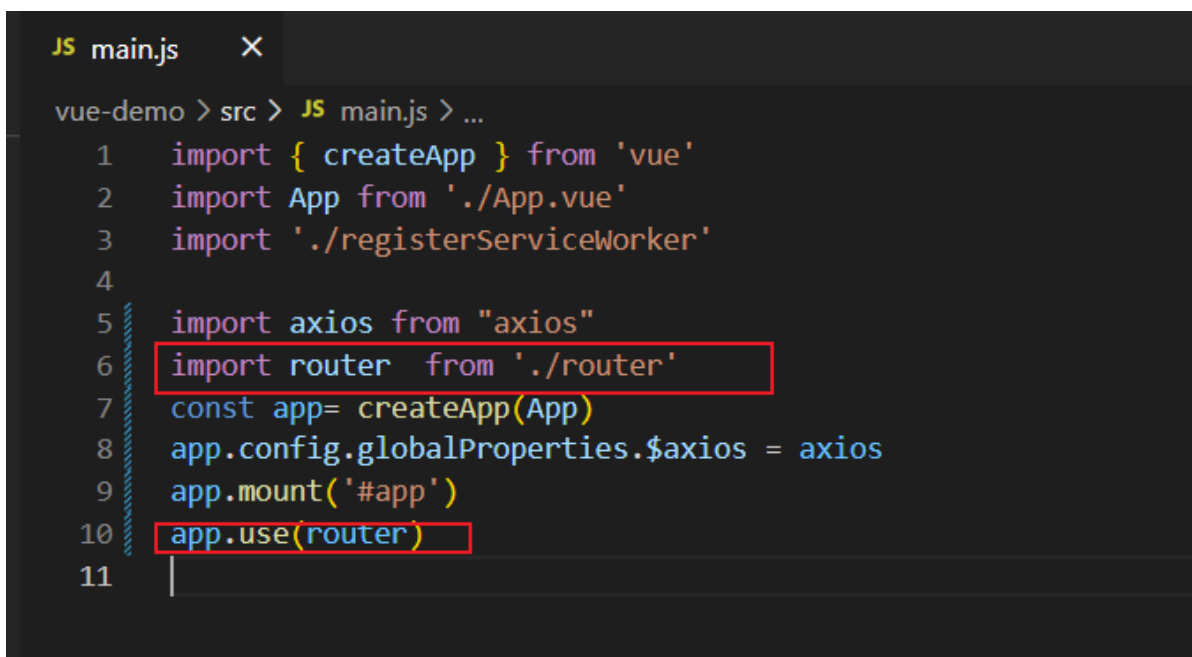 JS main.js ×
vue-demo > src > JS main.js > ...
1 import { createApp } from 'vue'
2 import App from './App.vue'
3 import './registerServiceWorker'
4
5 import axios from "axios"
6 import router  from './router'
7 const app= createApp(App)
8 app.config.globalProperties.$axios = axios
9 app.mount('#app')
10 app.use(router)
11